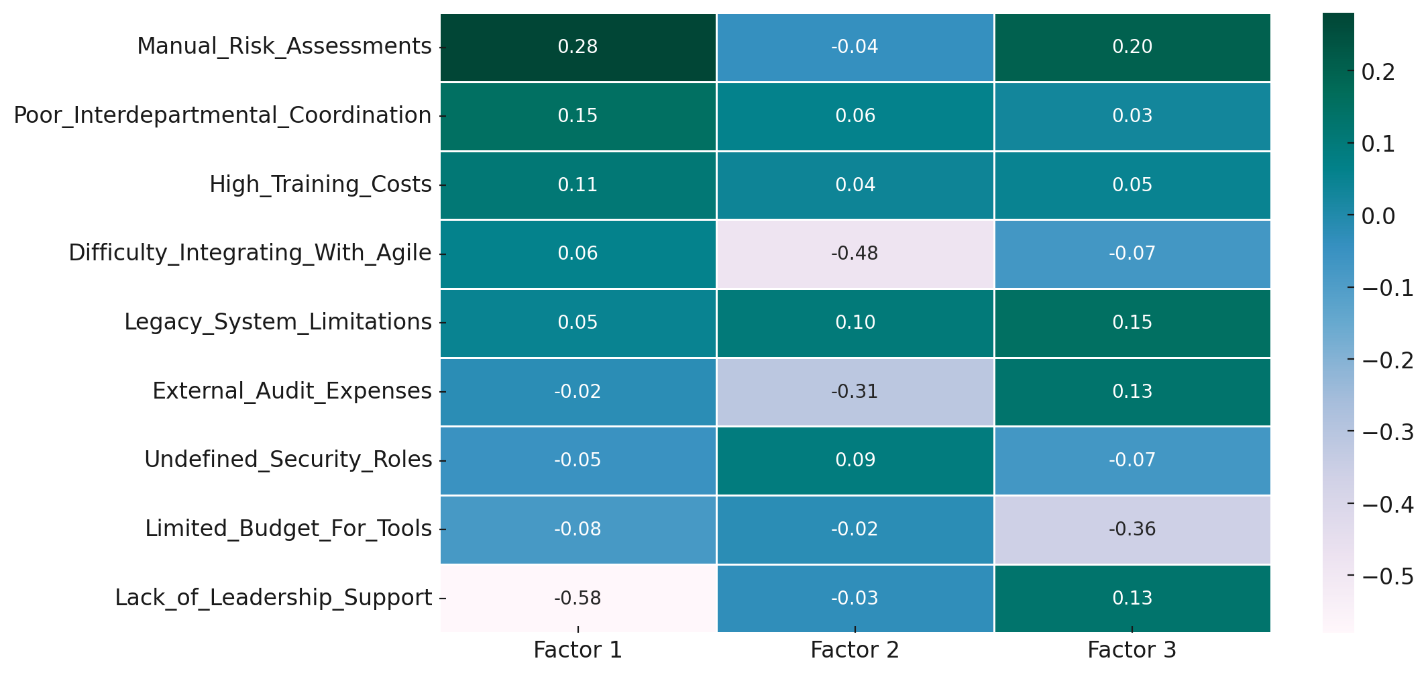 Manual_Risk_Assessments 0.28 -0.04 0.20
Poor_Interdepartmental_Coordination 0.15 0.06 0.03
High_Training_Costs 0.11 0.04 0.05
Difficulty_Integrating_With_Agile 0.06 -0.48 -0.07
Legacy_System_Limitations 0.05 0.10 0.15
External_Audit_Expenses -0.02 -0.31 0.13
Undefined_Security_Roles -0.05 0.09 -0.07
Limited_Budget_For_Tools -0.08 -0.02 -0.36
Lack_of_Leadership_Support -0.58 -0.03 0.13
Factor 1 Factor 2 Factor 3
0.2
0.1
0.0
−0.1
−0.2
−0.3
−0.4
−0.5